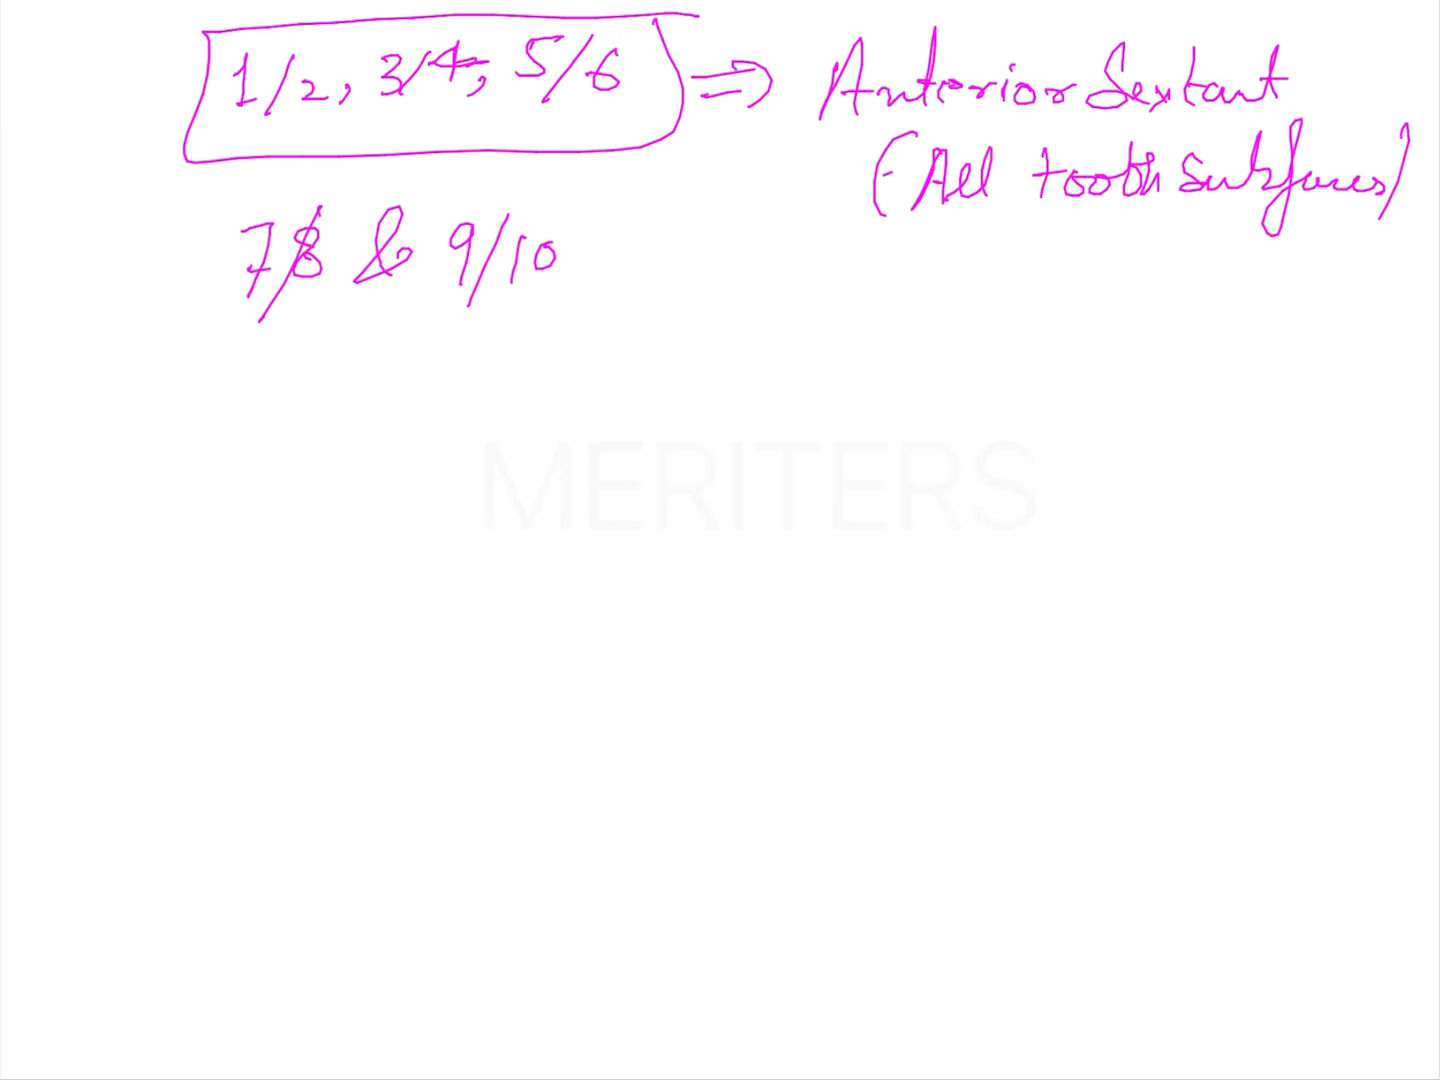 1/2, 3/4, 5/6 ⇒ Anterior Sextant
(All tooth surfaces)
7/8 & 9/10
MERITERS